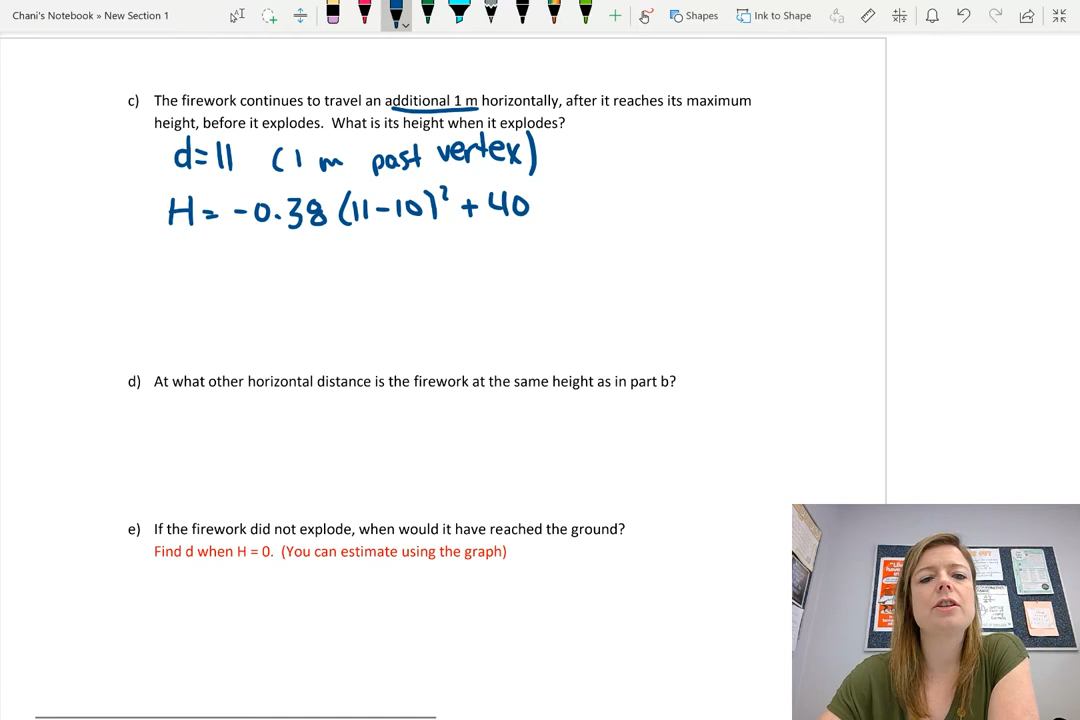 Chani's Notebook » New Section 1
Shapes
Ink to Shape
c) The firework continues to travel an additional 1 m horizontally, after it reaches its maximum
height, before it explodes. What is its height when it explodes?
d=11 (1 m past vertex)
H = -0.38 (11-10)² + 40
d) At what other horizontal distance is the firework at the same height as in part b?
e) If the firework did not explode, when would it have reached the ground?
Find d when H = 0. (You can estimate using the graph)